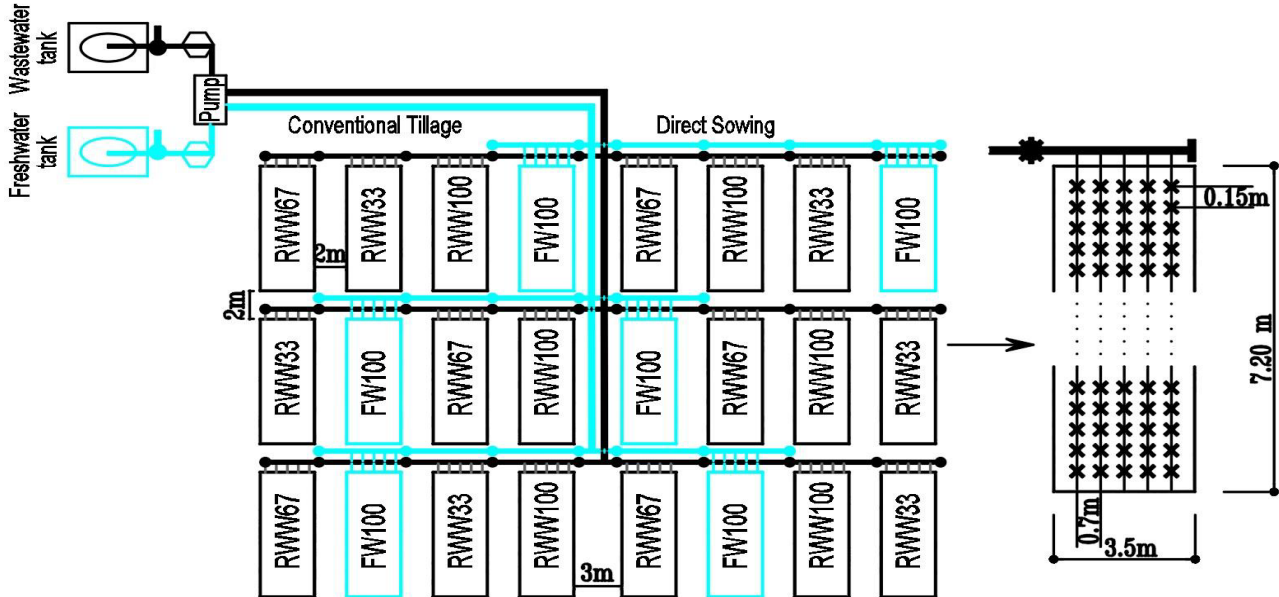 Wastewater
tank
Freshwater
tank
Pump
Conventional Tillage
Direct Sowing
RWW67
RWW33
RWW100
FW100
RWW67
RWW100
RWW33
FW100
2m
2m
RWW33
FW100
RWW67
RWW100
FW100
RWW67
RWW100
RWW33
RWW67
FW100
RWW33
RWW100
RWW67
FW100
RWW100
RWW33
3m
0.15m
7.20 m
0.7m
3.5m